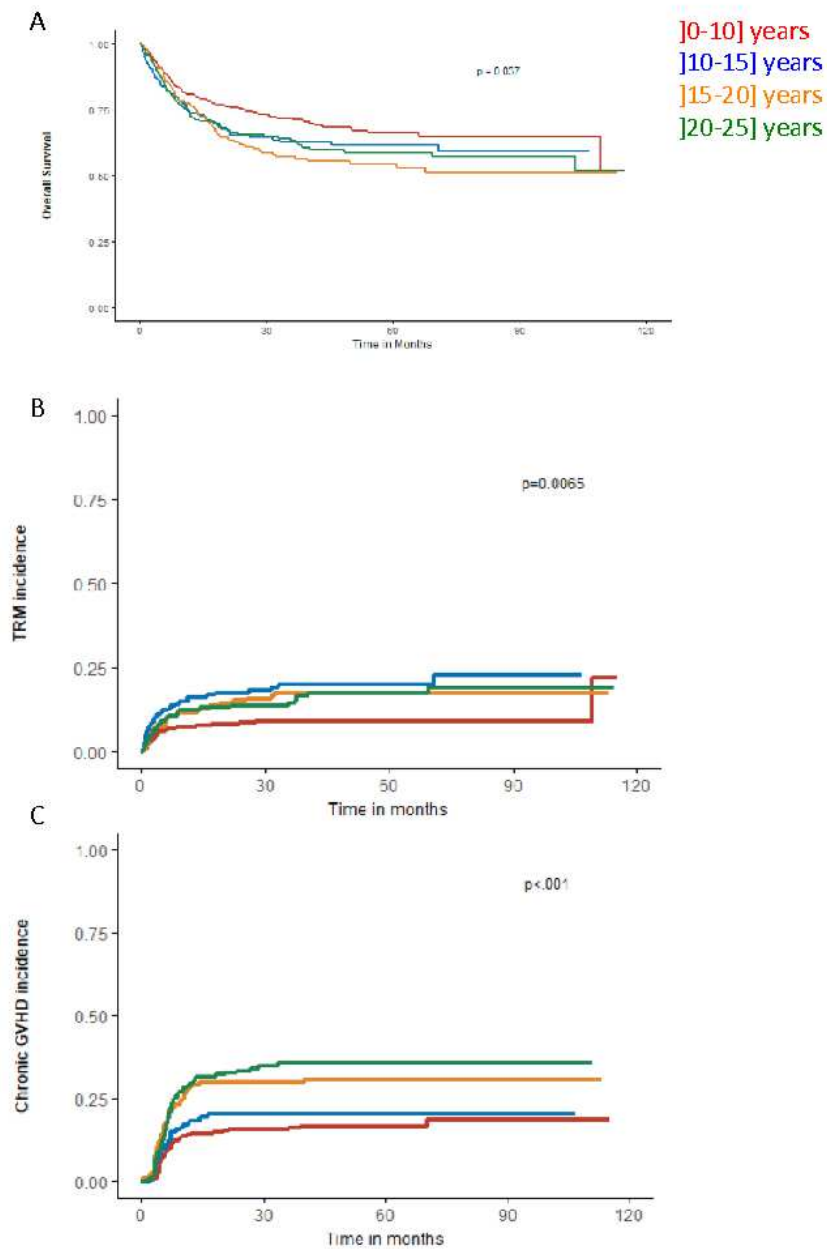 A
]0-10] years
]10-15] years
]15-20] years
]20-25] years
1.00
0.75
0.50
0.25
0.00
Overall Survival
p = 0.037
0 30 60 90 120
Time in Months
B
1.00
0.75
0.50
0.25
0.00
TRM incidence
p=0.0065
0 30 60 90 120
Time in months
C
1.00
0.75
0.50
0.25
0.00
Chronic GVHD incidence
p<.001
0 30 60 90 120
Time in months